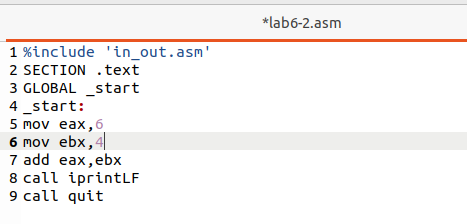 *lab6-2.asm
1 %include 'in_out.asm'
2 SECTION .text
3 GLOBAL _start
4 _start:
5 mov eax,6
6 mov ebx,4
7 add eax,ebx
8 call iprintLF
9 call quit